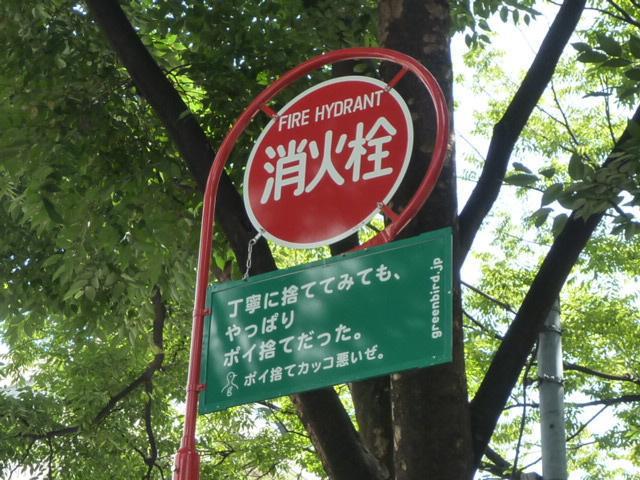 FIRE HYDRANT
消火栓
丁寧に捨ててみても、
やっぱり
ポイ捨てだった。
ポイ捨てカッコ悪いぜ。
greenbird.jp